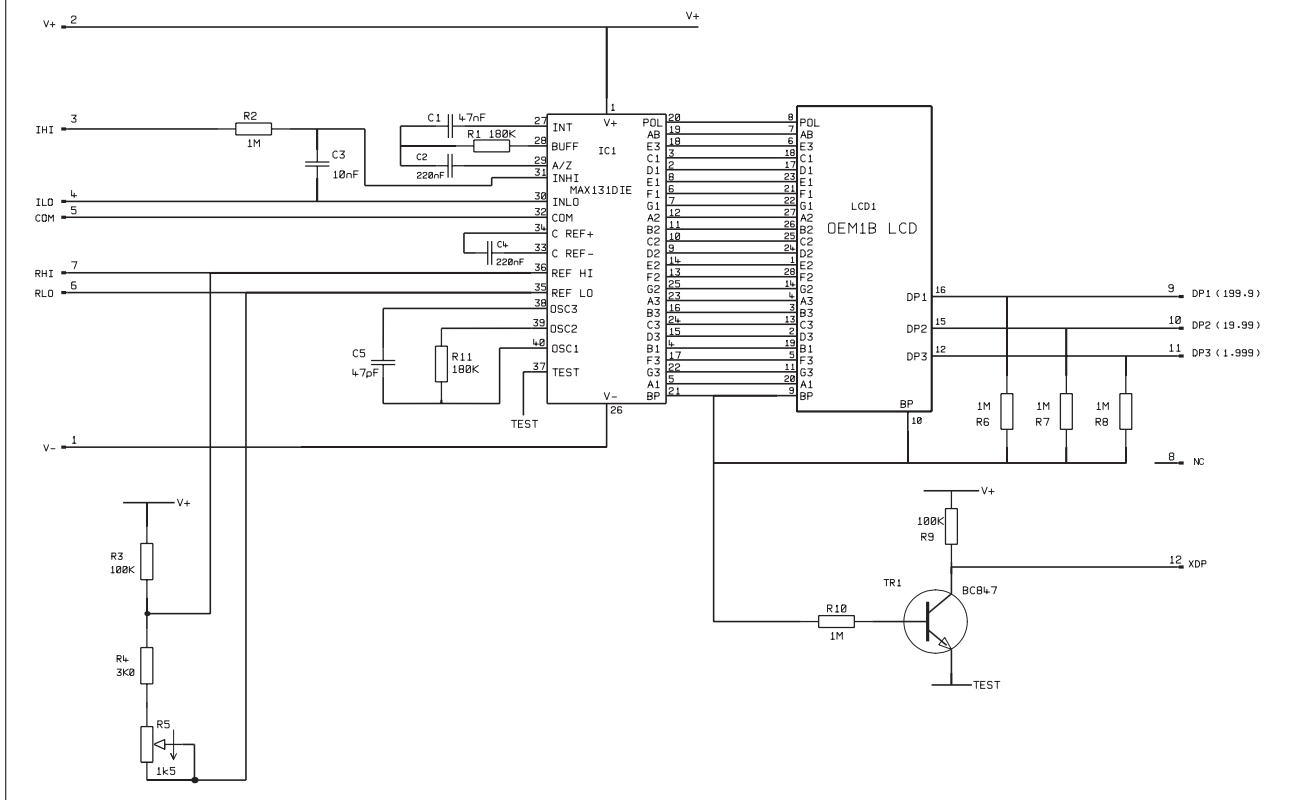 V+ 2
V+
IHI 3
R2
1M
C3
10nF
ILO 4
COM 5
RHI 7
RLO 6
V- 1
C1 47nF
R1 180K
C2
220nF
C4
220nF
C5
47pF
R11
180K
TEST
1
V+
IC1
MAX131DIE
27 INT
28 BUFF
29 A/Z
31 INHI
30 INLO
32 COM
34 C REF+
33 C REF-
36 REF HI
35 REF LO
38 OSC3
39 OSC2
40 OSC1
37 TEST
V-
26
POL 20
AB 19
E3 18
C1 3
D1 2
E1 8
F1 6
G1 7
A2 12
B2 11
C2 10
D2 9
E2 14
F2 13
G2 25
A3 23
B3 16
C3 24
D3 15
B1 4
F3 17
G3 22
A1 5
BP 21
8 POL
7 AB
6 E3
18 C1
17 D1
23 E1
21 F1
22 G1
27 A2
26 B2
25 C2
24 D2
1 E2
28 F2
14 G2
4 A3
3 B3
13 C3
2 D3
19 B1
5 F3
11 G3
20 A1
9 BP
LCD1
OEM1B LCD
DP1 16
DP2 15
DP3 12
BP
10
9 DP1 (199.9)
10 DP2 (19.99)
11 DP3 (1.999)
1M
R6
1M
R7
1M
R8
8 NC
V+
100K
R9
12 XDP
TR1
BC847
R10
1M
TEST
V+
R3
100K
R4
3K0
R5
1k5